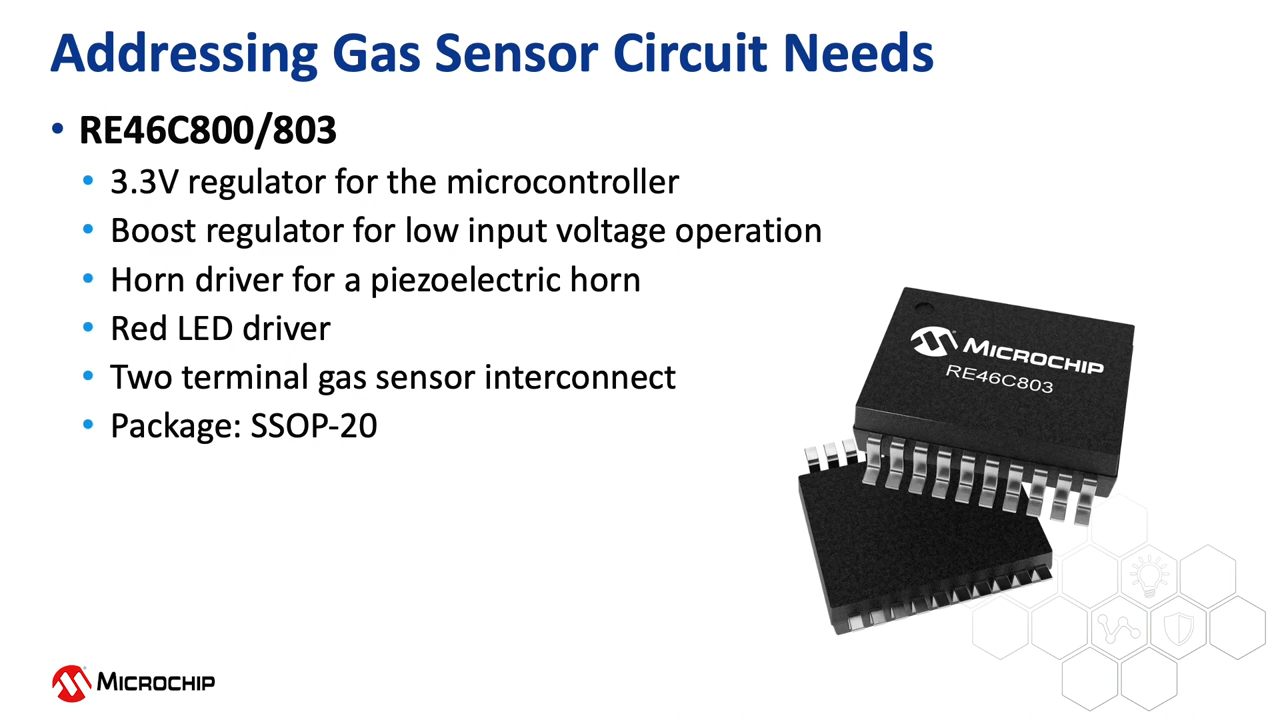 Addressing Gas Sensor Circuit Needs
• RE46C800/803
• 3.3V regulator for the microcontroller
• Boost regulator for low input voltage operation
• Horn driver for a piezoelectric horn
• Red LED driver
• Two terminal gas sensor interconnect
• Package: SSOP-20
MICROCHIP
RE46C803
MICROCHIP